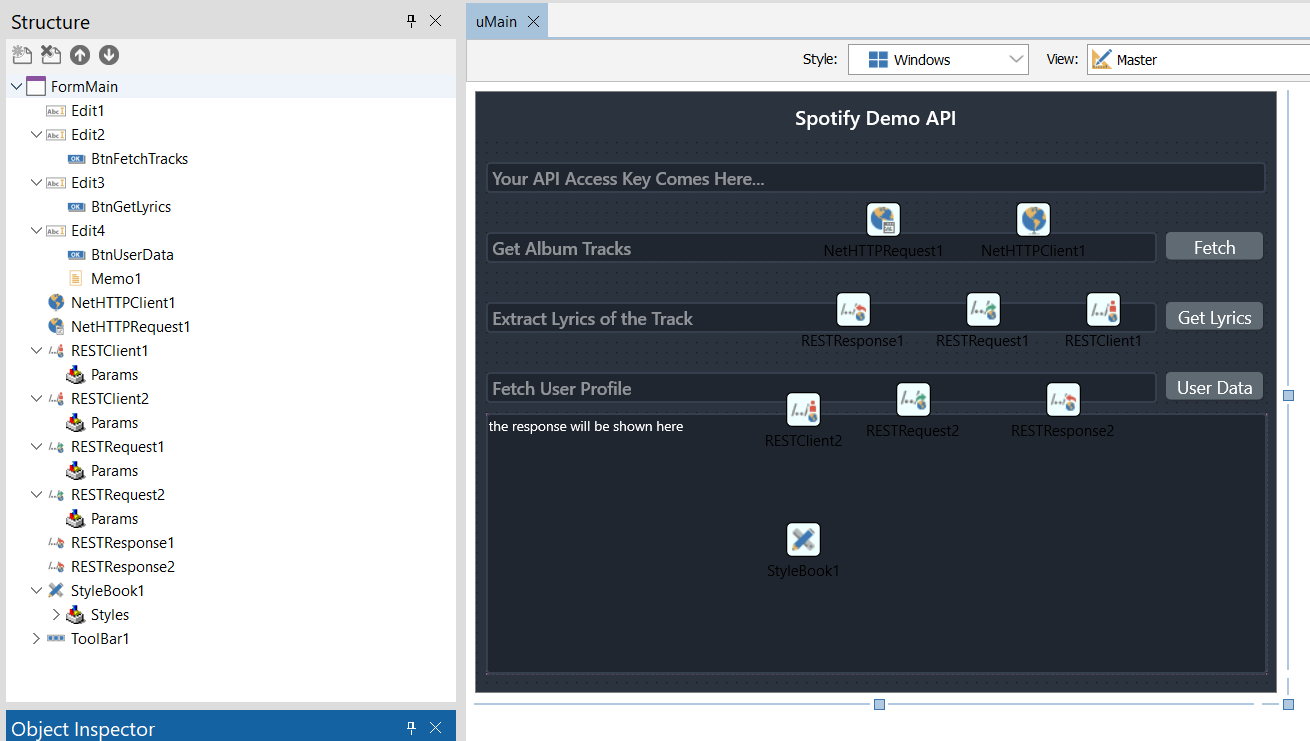 Structure
FormMain
Edit1
Edit2
BtnFetchTracks
Edit3
BtnGetLyrics
Edit4
BtnUserData
Memo1
NetHTTPClient1
NetHTTPRequest1
RESTClient1
Params
RESTClient2
Params
RESTRequest1
Params
RESTRequest2
Params
RESTResponse1
RESTResponse2
StyleBook1
Styles
ToolBar1
Object Inspector
uMain
Style: Windows View: Master
Spotify Demo API
Your API Access Key Comes Here...
Get Album Tracks
NetHTTPRequest1 NetHTTPClient1
Fetch
Extract Lyrics of the Track
Get Lyrics
RESTResponse1 RESTRequest1 RESTClient1
Fetch User Profile
User Data
the response will be shown here
RESTClient2 RESTRequest2 RESTResponse2
StyleBook1